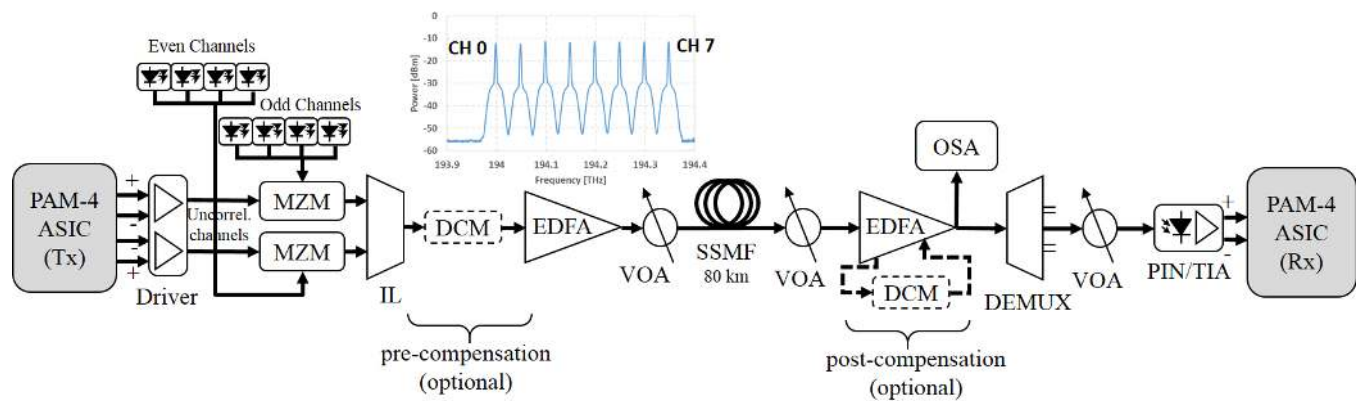 Even Channels
Odd Channels
PAM-4
ASIC
(Tx)
+
-
-
+
Driver
Uncorrel.
channels
MZM
MZM
IL
CH 0
CH 7
Power [dBm]
0
-10
-20
-30
-40
-50
-60
193.9
194
194.1
194.2
194.3
194.4
Frequency [THz]
DCM
EDFA
VOA
SSMF
80 km
VOA
EDFA
DCM
OSA
DEMUX
VOA
PIN/TIA
+
-
PAM-4
ASIC
(Rx)
pre-compensation
(optional)
post-compensation
(optional)